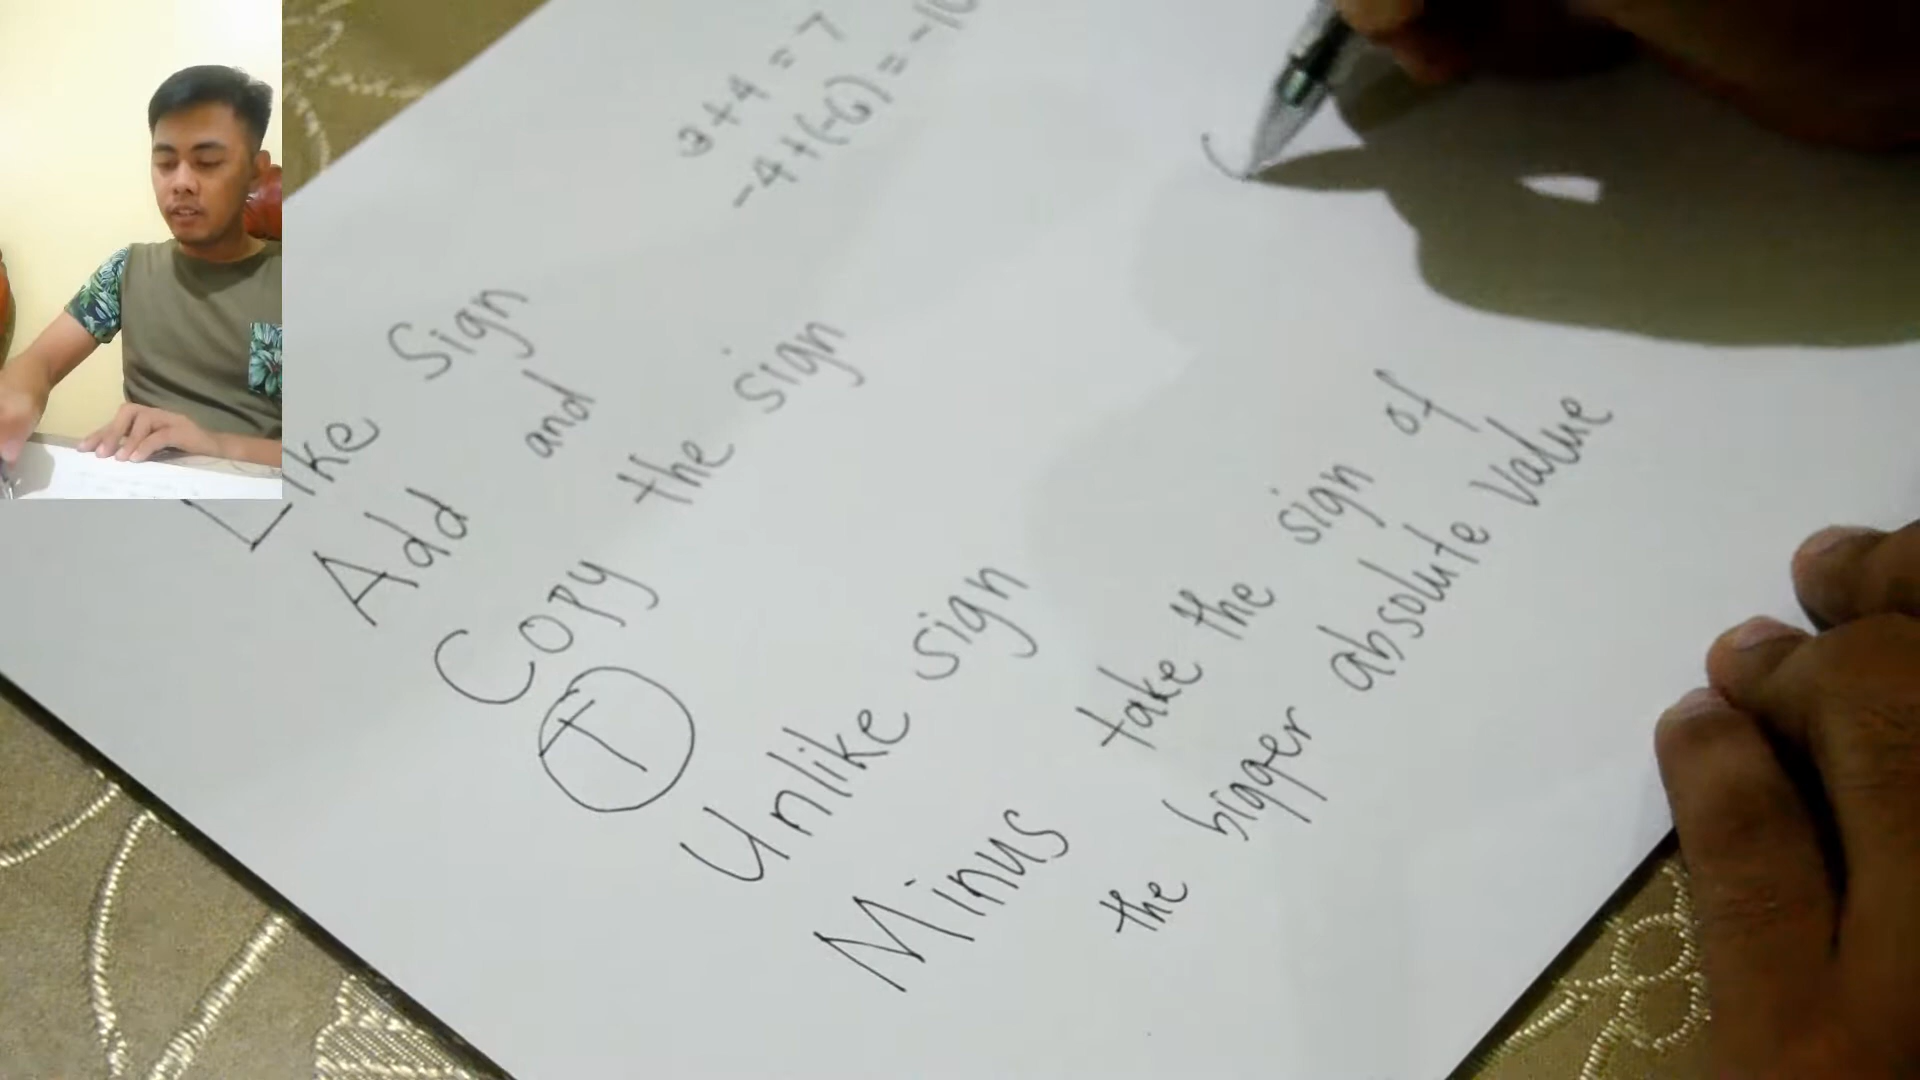 Like Sign
Add and
Copy the sign
T
3+4 = 7
-4+(-6) = -10
Unlike sign
Minus take the sign of
the bigger absolute value